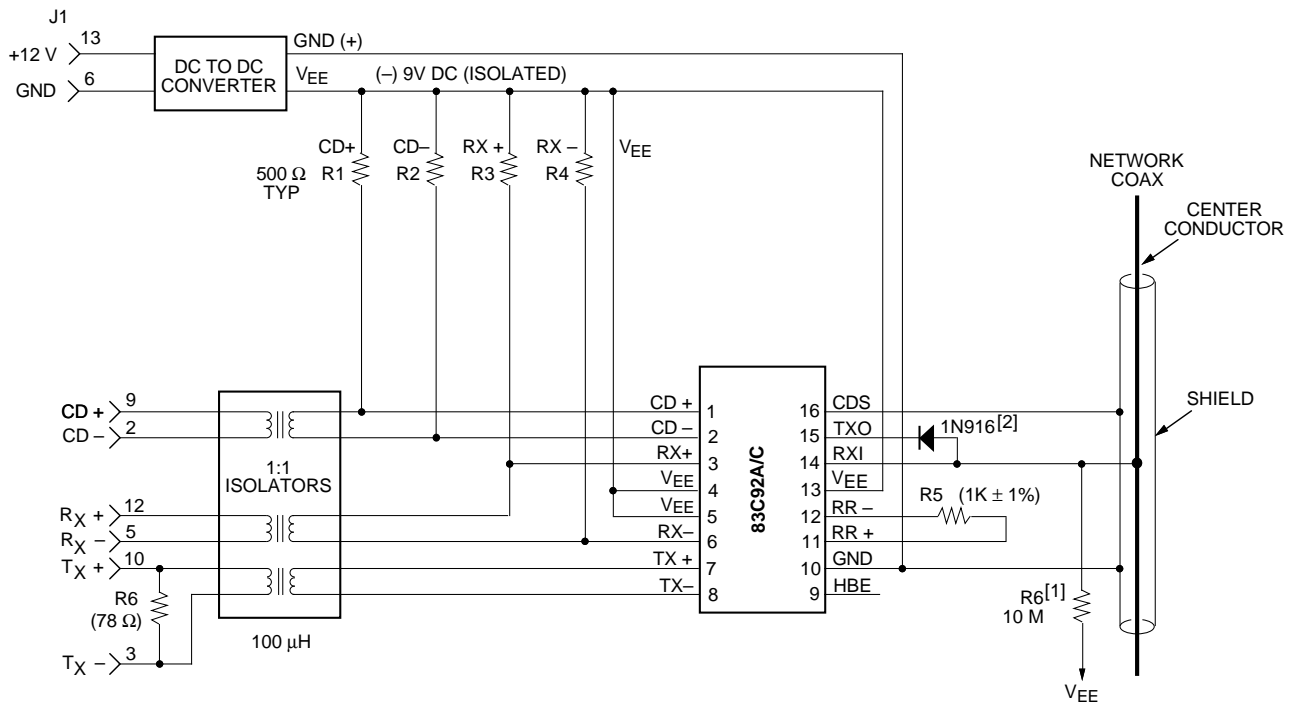 J1
+12 V
13
GND
6
DC TO DC
CONVERTER
GND (+)
VEE
(–) 9V DC (ISOLATED)
CD+
R1
500 Ω
TYP
CD–
R2
RX +
R3
RX –
R4
VEE
NETWORK
COAX
CENTER
CONDUCTOR
SHIELD
CD +
9
CD –
2
RX +
12
RX –
5
TX +
10
R6
(78 Ω)
TX –
3
1:1
ISOLATORS
100 µH
CD +
CD –
RX+
VEE
VEE
RX–
TX +
TX–
1
2
3
4
5
6
7
8
83C92A/C
16
15
14
13
12
11
10
9
CDS
TXO
RXI
VEE
RR –
RR +
GND
HBE
1N916[2]
R5 (1K ± 1%)
R6[1]
10 M
VEE